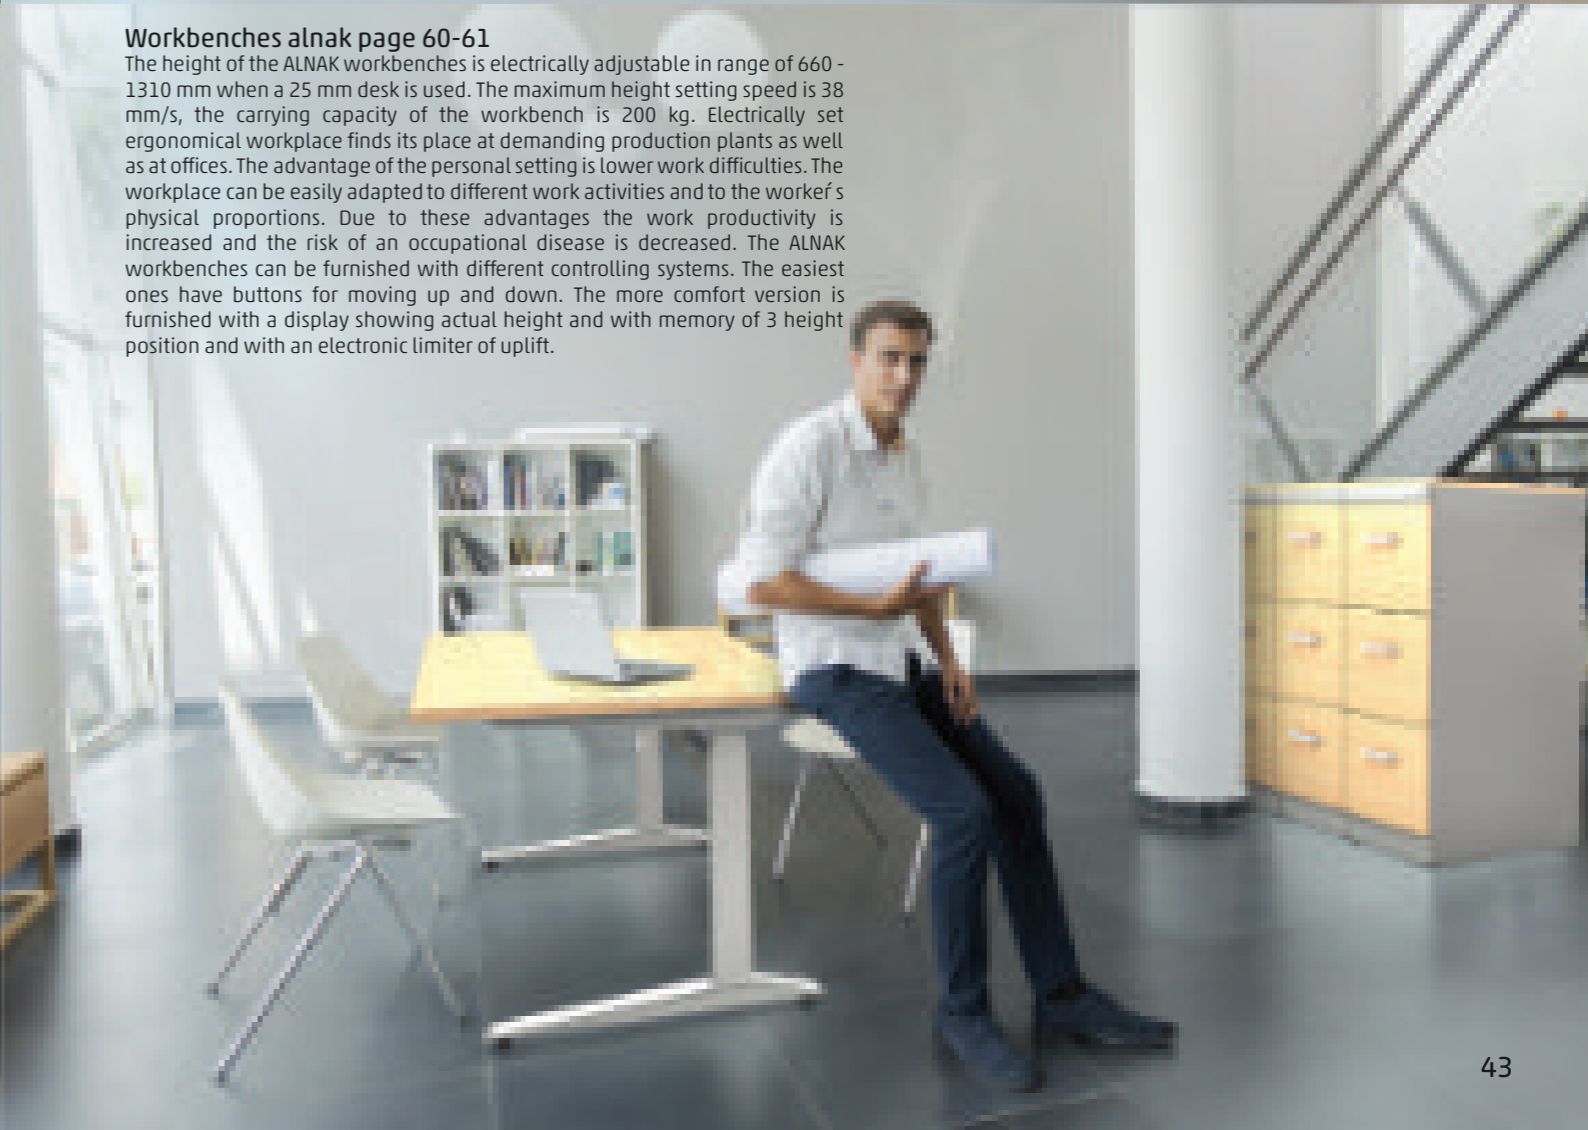 Workbenches alnak page 60-61
The height of the ALNAK workbenches is electrically adjustable in range of 660 -
1310 mm when a 25 mm desk is used. The maximum height setting speed is 38
mm/s, the carrying capacity of the workbench is 200 kg. Electrically set
ergonomical workplace finds its place at demanding production plants as well
as at offices. The advantage of the personal setting is lower work difficulties. The
workplace can be easily adapted to different work activities and to the worker´s
physical proportions. Due to these advantages the work productivity is
increased and the risk of an occupational disease is decreased. The ALNAK
workbenches can be furnished with different controlling systems. The easiest
ones have buttons for moving up and down. The more comfort version is
furnished with a display showing actual height and with memory of 3 height
position and with an electronic limiter of uplift.
43